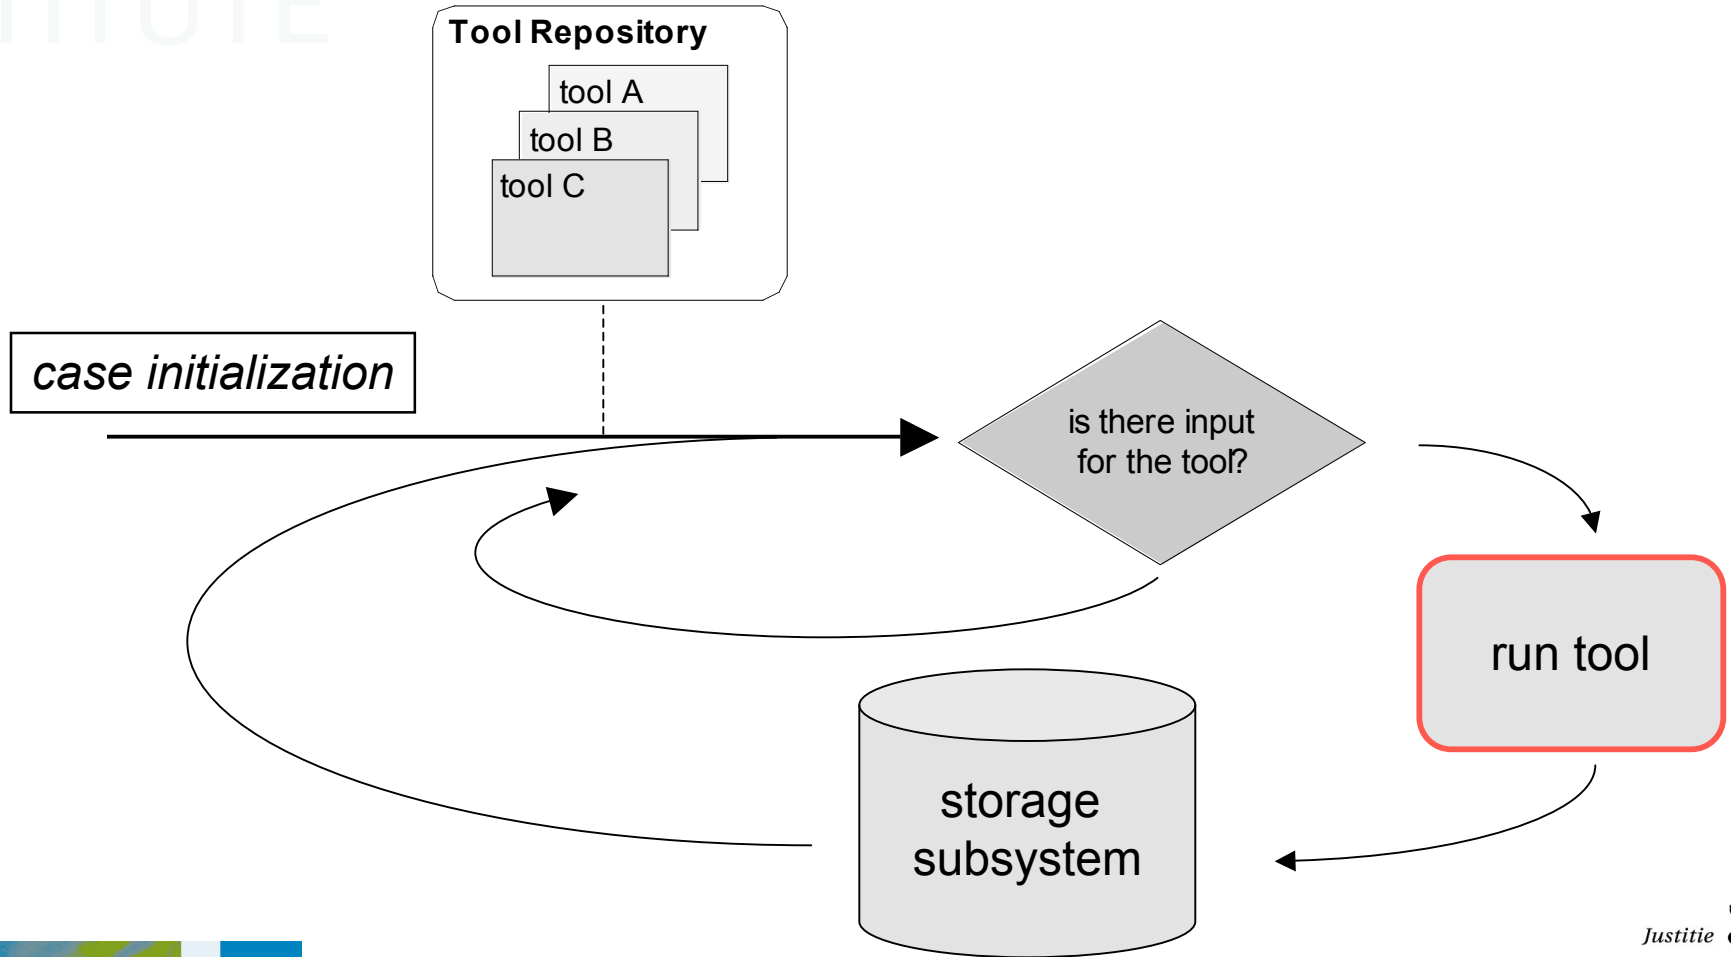 Tool Repository
tool A
tool B
tool C
case initialization
is there input
for the tool?
run tool
storage
subsystem
Justitie